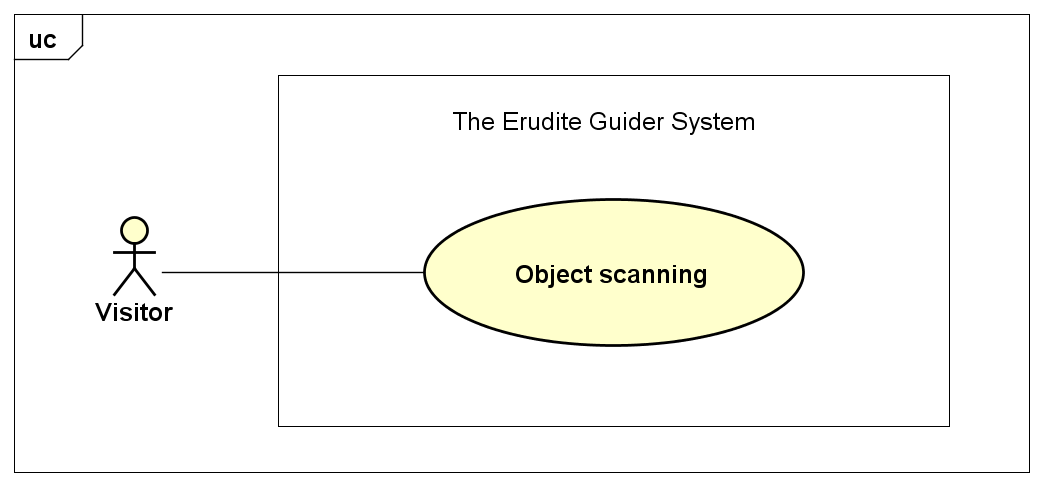 uc
The Erudite Guider System
Object scanning
Visitor